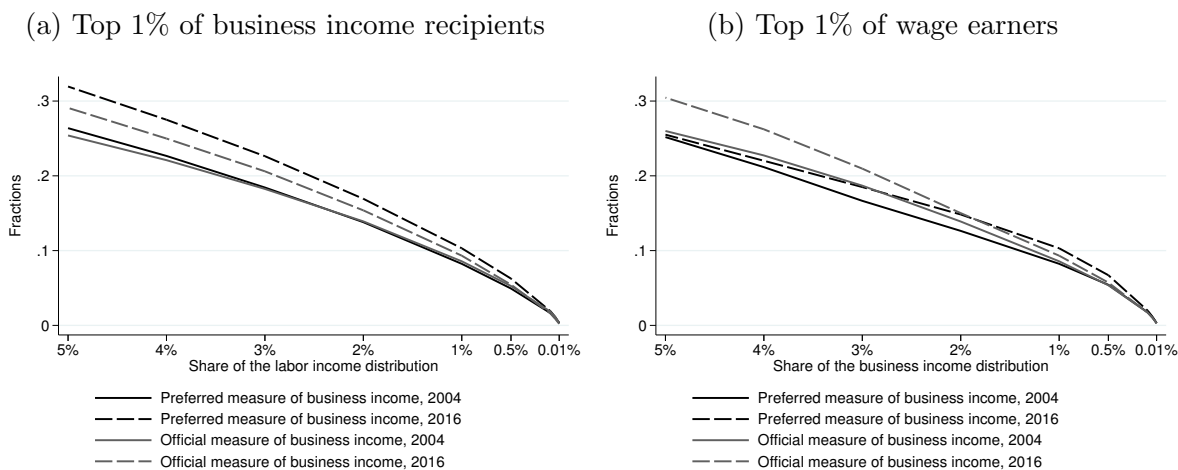 (a) Top 1% of business income recipients
Fractions
.3
.2
.1
0
5% 4% 3% 2% 1% 0.5% 0.01%
Share of the labor income distribution
Preferred measure of business income, 2004
Preferred measure of business income, 2016
Official measure of business income, 2004
Official measure of business income, 2016
(b) Top 1% of wage earners
Fractions
.3
.2
.1
0
5% 4% 3% 2% 1% 0.5% 0.01%
Share of the business income distribution
Preferred measure of business income, 2004
Preferred measure of business income, 2016
Official measure of business income, 2004
Official measure of business income, 2016